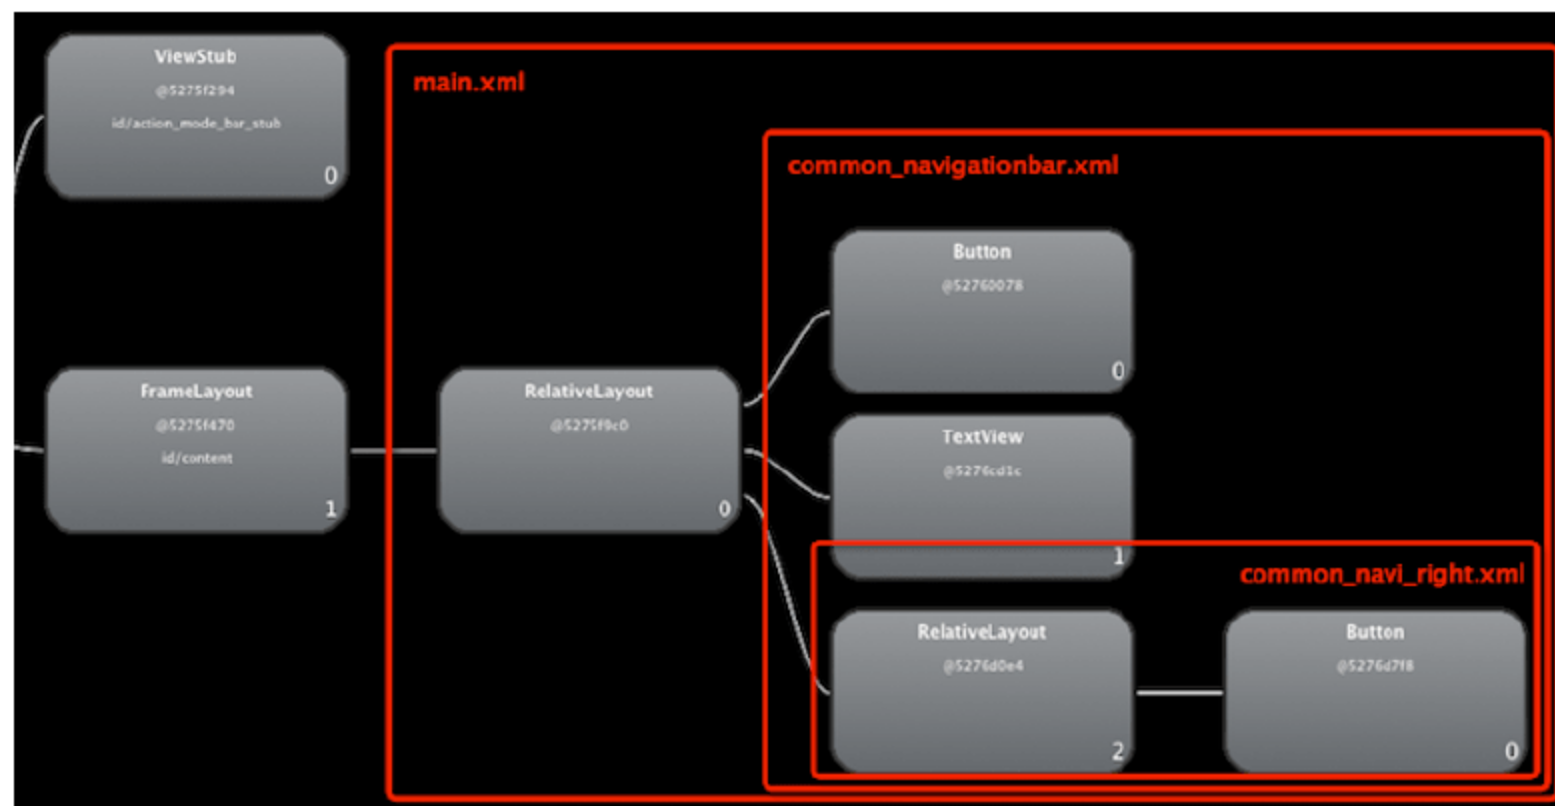 ViewStub
@5275f294
id/action_mode_bar_stub
0
main.xml
common_navigationbar.xml
Button
@52760078
0
FrameLayout
@5275f470
id/content
1
RelativeLayout
@5275f9c0
0
TextView
@5276cd1c
1
common_navi_right.xml
RelativeLayout
@5276d0e4
2
Button
@5276d7f8
0